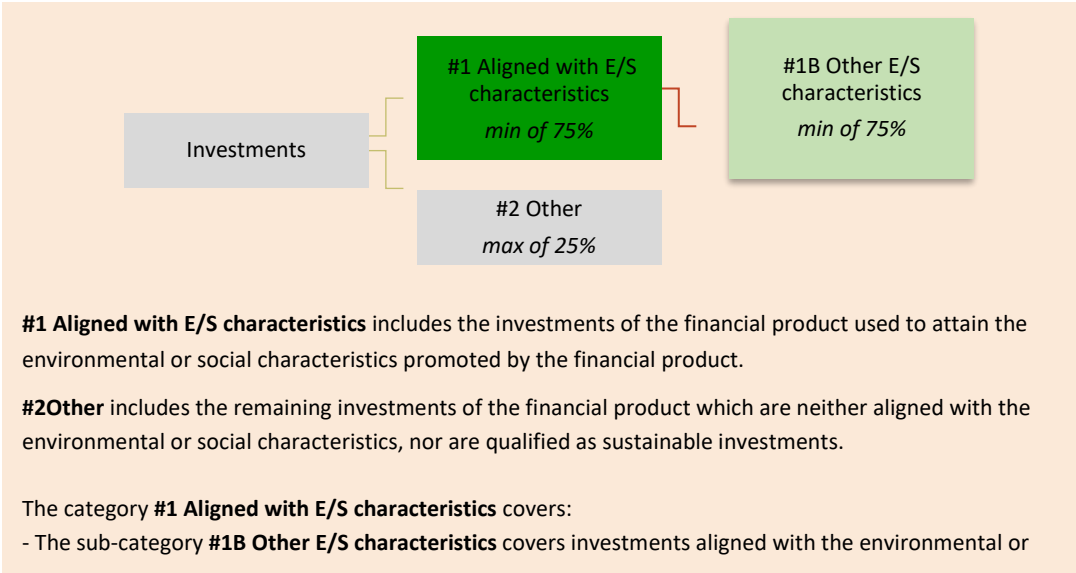 #1 Aligned with E/S
characteristics
min of 75%
#1B Other E/S
characteristics
min of 75%
Investments
#2 Other
max of 25%
#1 Aligned with E/S characteristics includes the investments of the financial product used to attain the
environmental or social characteristics promoted by the financial product.
#2Other includes the remaining investments of the financial product which are neither aligned with the
environmental or social characteristics, nor are qualified as sustainable investments.
The category #1 Aligned with E/S characteristics covers:
- The sub-category #1B Other E/S characteristics covers investments aligned with the environmental or